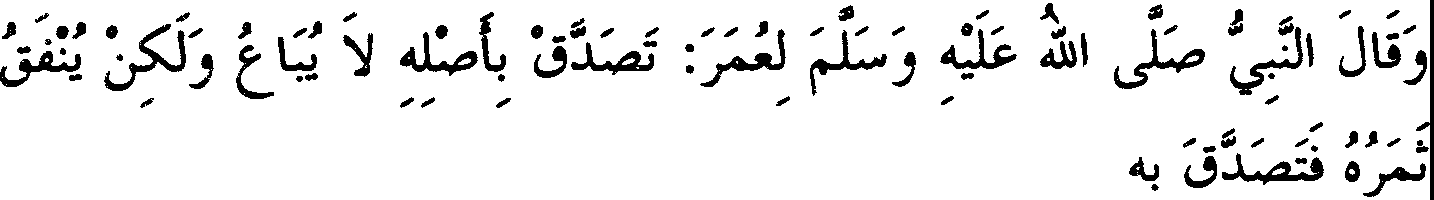 وَقَالَ النَّبِيُّ صَلَّى اللهُ عَلَيْهِ وَسَلَّمَ لِعُمَرَ: تَصَدَّقْ بِأَصْلِهِ لاَ يُبَاعُ وَلَكِنْ يُنْفَقُ
ثَمَرُهُ فَتَصَدَّقَ به